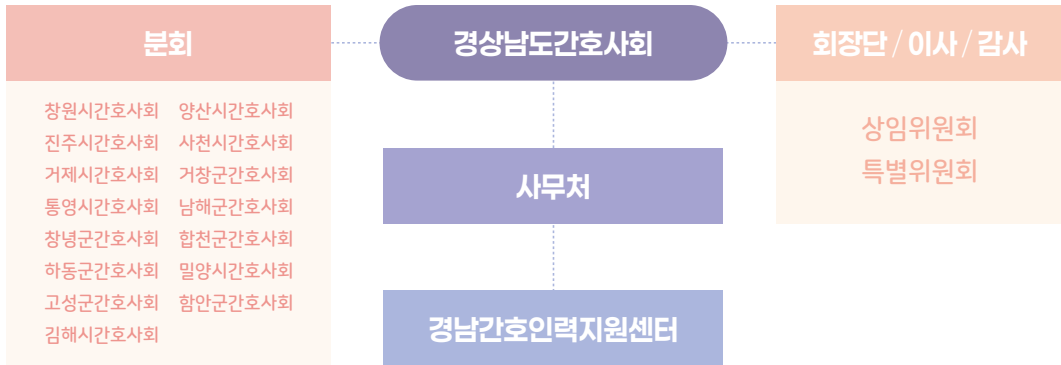 분회
창원시간호사회 양산시간호사회
진주시간호사회 사천시간호사회
거제시간호사회 거창군간호사회
통영시간호사회 남해군간호사회
창녕군간호사회 합천군간호사회
하동군간호사회 밀양시간호사회
고성군간호사회 함안군간호사회
김해시간호사회
경상남도간호사회
사무처
경남간호인력지원센터
회장단 / 이사 / 감사
상임위원회
특별위원회